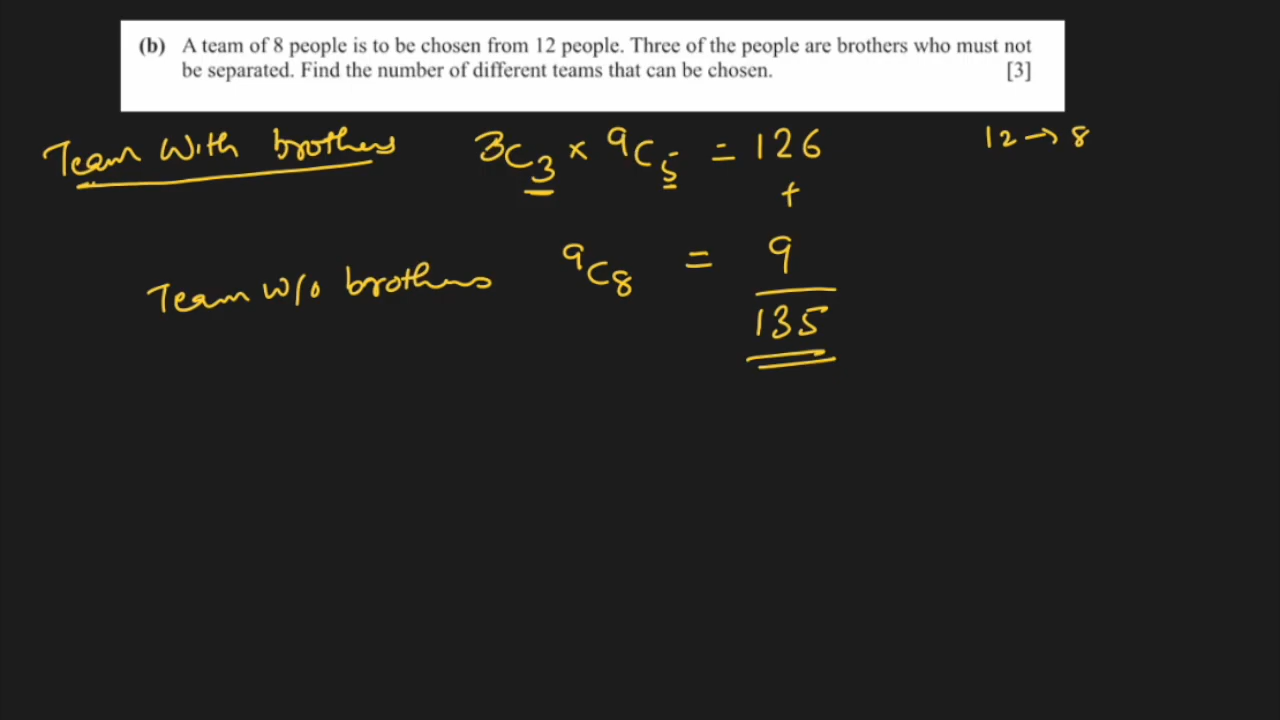 (b) A team of 8 people is to be chosen from 12 people. Three of the people are brothers who must not
be separated. Find the number of different teams that can be chosen. [3]
Team With brothers 3C3 × 9C5 = 126 12 → 8
+
Team w/o brothers 9C8 = 9
135